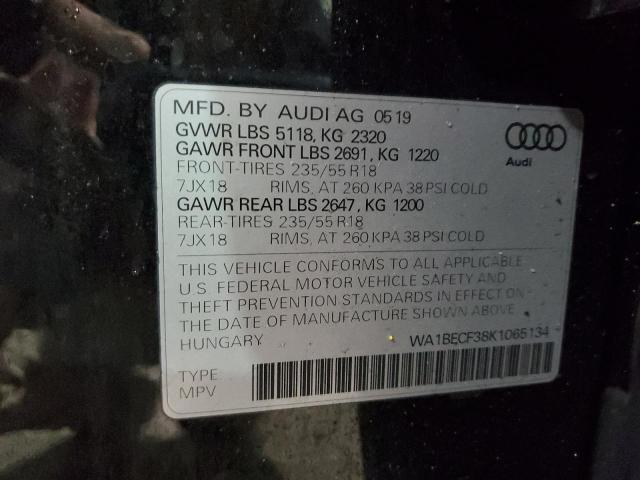 MFD. BY AUDI AG 05 19
GVWR LBS 5118, KG 2320
GAWR FRONT LBS 2691, KG 1220
FRONT-TIRES 235/55 R18
7JX18 RIMS, AT 260 KPA 38 PSI COLD
GAWR REAR LBS 2647, KG 1200
REAR-TIRES 235/55 R18
7JX18 RIMS, AT 260 KPA 38 PSI COLD
Audi
THIS VEHICLE CONFORMS TO ALL APPLICABLE
U.S. FEDERAL MOTOR VEHICLE SAFETY AND
THEFT PREVENTION STANDARDS IN EFFECT ON
THE DATE OF MANUFACTURE SHOWN ABOVE
HUNGARY WA1BECF38K1065134
TYPE
MPV